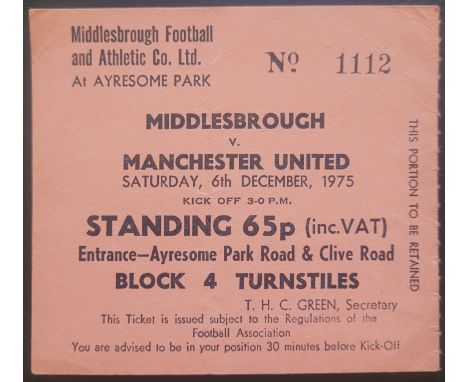 Middlesbrough Football
and Athletic Co. Ltd.
At AYRESOME PARK
Nº 1112
MIDDLESBROUGH
v.
MANCHESTER UNITED
SATURDAY, 6th DECEMBER, 1975
KICK OFF 3-0 P.M.
STANDING 65p (inc.VAT)
Entrance—Ayresome Park Road & Clive Road
BLOCK 4 TURNSTILES
T. H. C. GREEN, Secretary
This Ticket is issued subject to the Regulations of the
Football Association
You are advised to be in your position 30 minutes before Kick-Off
THIS PORTION TO BE RETAINED